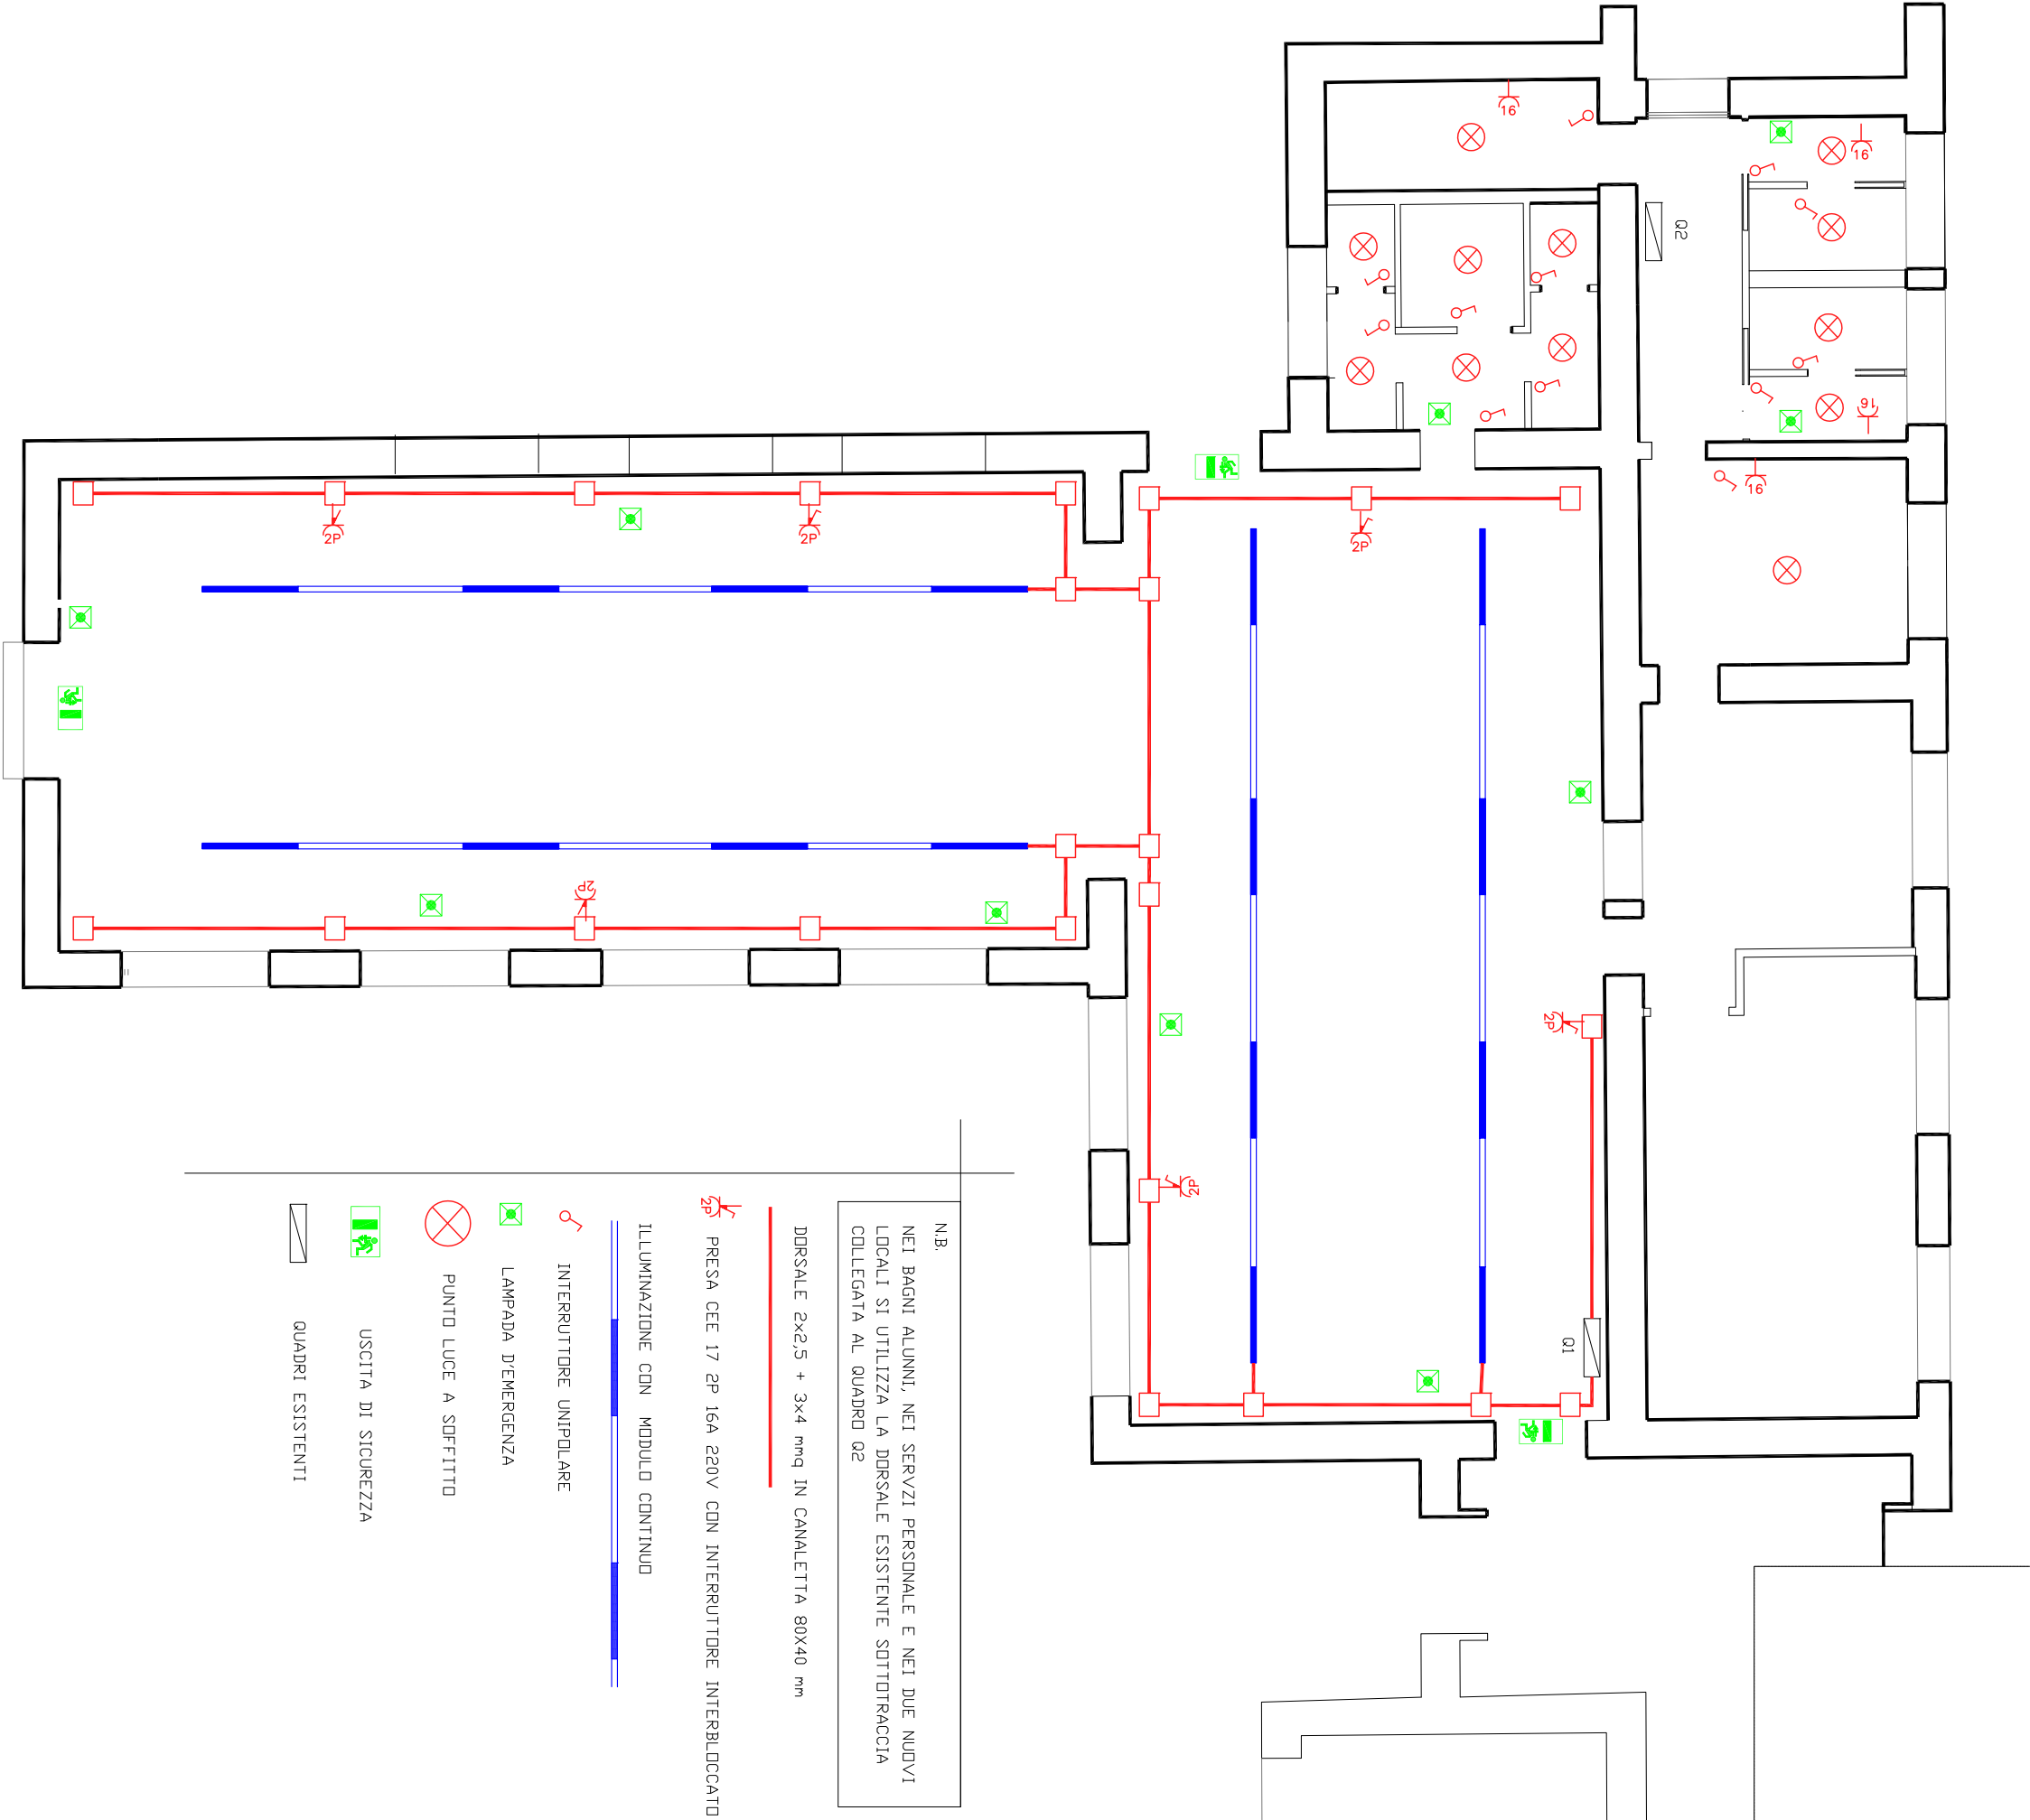 16
16
Q2
16
16
2P
2P
2P
2P
2P
2P
Q1
N.B.
NEI BAGNI ALUNNI, NEI SERVZI PERSONALE E NEI DUE NUOVI
LOCALI SI UTILIZZA LA DORSALE ESISTENTE SOTTOTRACCIA
COLLEGATA AL QUADRO Q2
DORSALE 2x2,5 + 3x4 mmq IN CANALETTA 80X40 mm
2P
PRESA CEE 17 2P 16A 220V CON INTERRUTTORE INTERBLOCCATO
ILLUMINAZIONE CON MODULO CONTINUO
INTERRUTTORE UNIPOLARE
LAMPADA D'EMERGENZA
PUNTO LUCE A SOFFITTO
USCITA DI SICUREZZA
QUADRI ESISTENTI